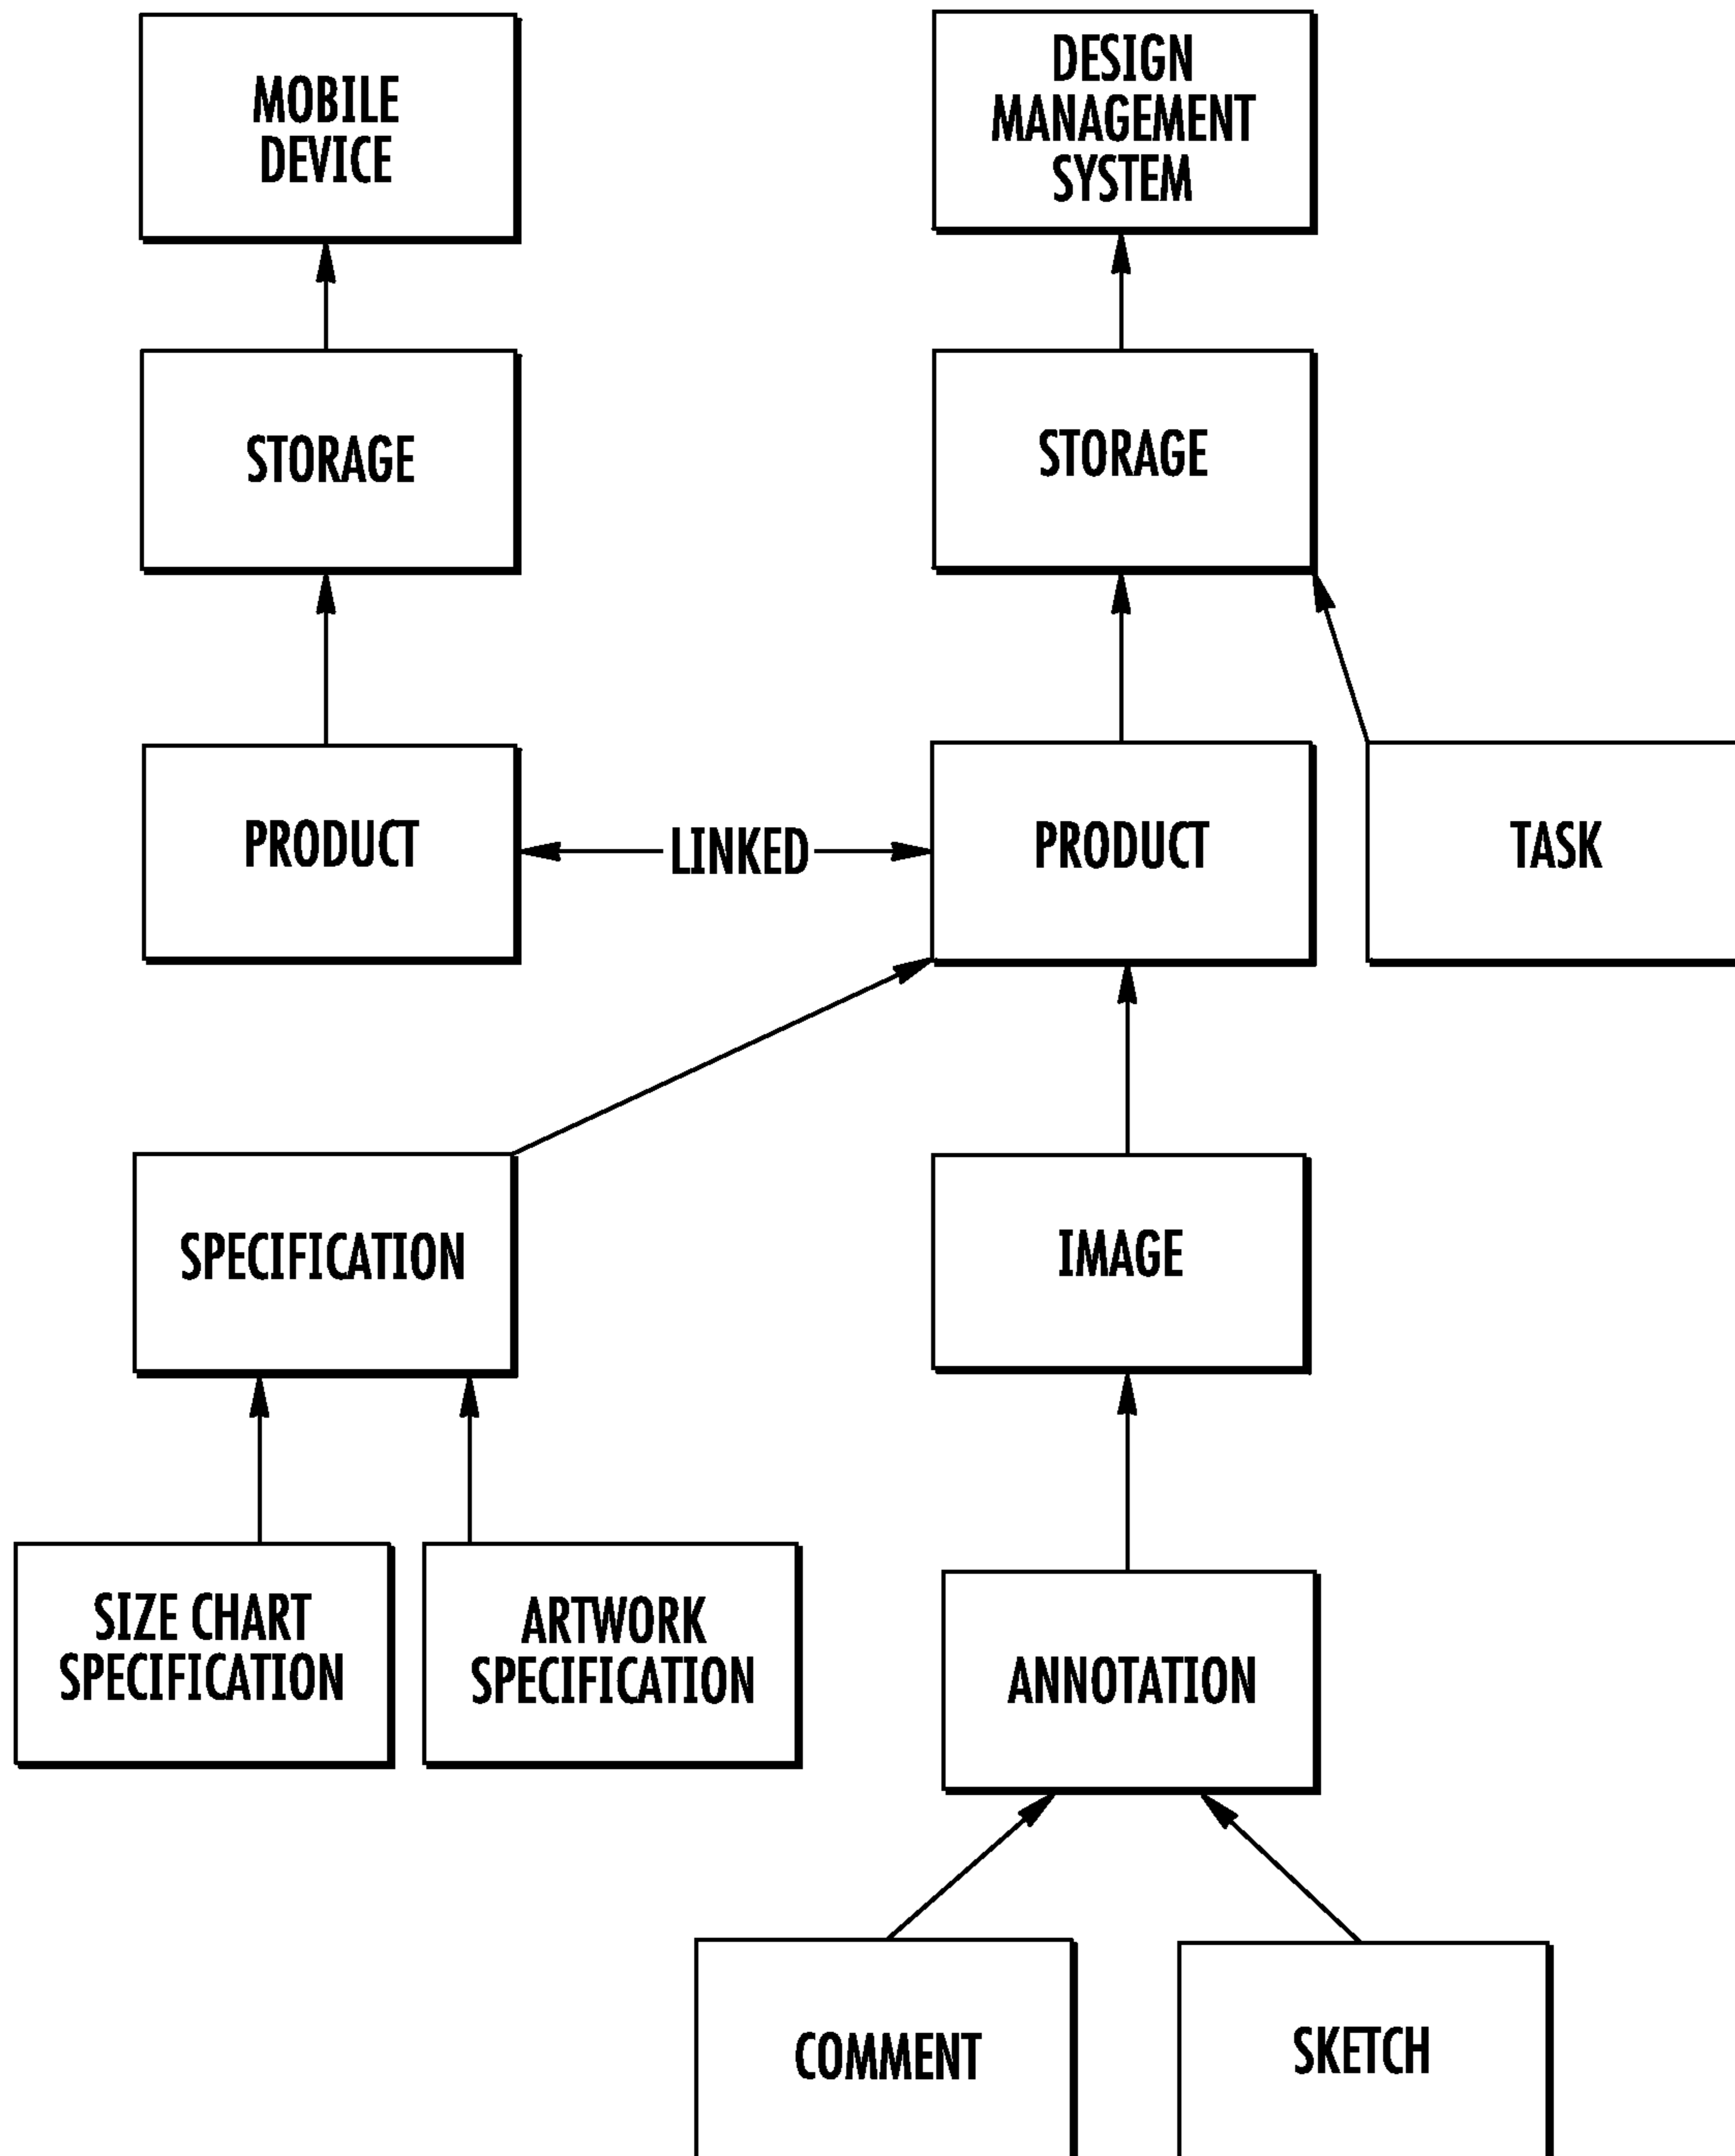 MOBILE
DEVICE
DESIGN
MANAGEMENT
SYSTEM
STORAGE
STORAGE
PRODUCT
LINKED
PRODUCT
TASK
SPECIFICATION
IMAGE
SIZE CHART
SPECIFICATION
ARTWORK
SPECIFICATION
ANNOTATION
COMMENT
SKETCH